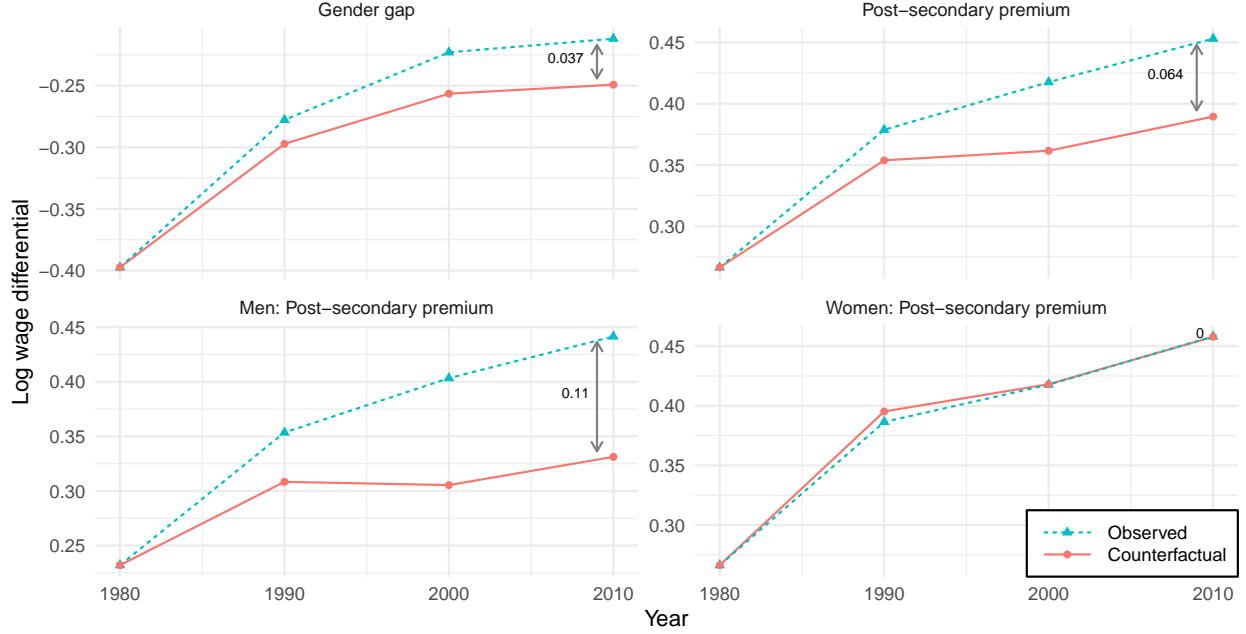 Gender gap
Post−secondary premium
0.037
0.064
−0.25
−0.30
−0.35
−0.40
0.45
0.40
0.35
0.30
Men: Post−secondary premium
Women: Post−secondary premium
0.11
0
0.45
0.40
0.35
0.30
0.25
0.45
0.40
0.35
0.30
Log wage differential
Observed
Counterfactual
1980 1990 2000 2010
1980 1990 2000 2010
Year